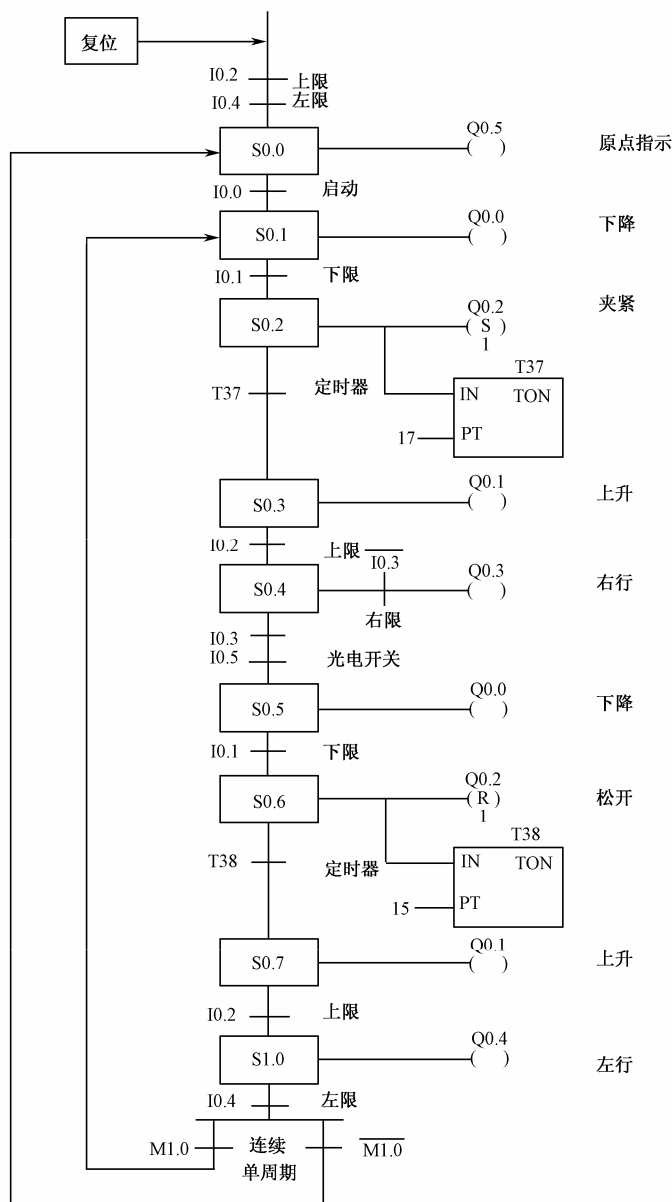 复位
I0.2 上限
I0.4 左限
S0.0 Q0.5 ( ) 原点指示
I0.0 启动
S0.1 Q0.0 ( ) 下降
I0.1 下限
S0.2 Q0.2 (S) 夹紧
1
T37
T37 定时器 IN TON
17 PT
S0.3 Q0.1 ( ) 上升
I0.2 上限 I0.3
S0.4 Q0.3 ( ) 右行
右限
I0.3
I0.5 光电开关
S0.5 Q0.0 ( ) 下降
I0.1 下限
S0.6 Q0.2 (R) 松开
1
T38
T38 定时器 IN TON
15 PT
S0.7 Q0.1 ( ) 上升
I0.2 上限
S1.0 Q0.4 ( ) 左行
I0.4 左限
M1.0 连续 M1.0
单周期